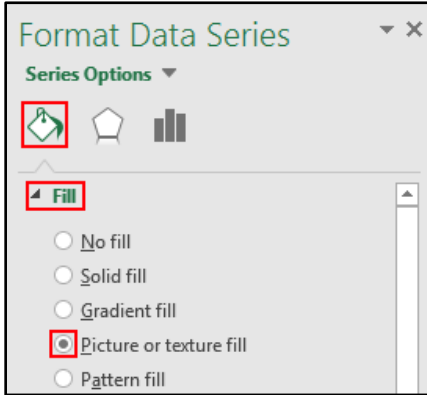 Format Data Series
Series Options
Fill
No fill
Solid fill
Gradient fill
Picture or texture fill
Pattern fill